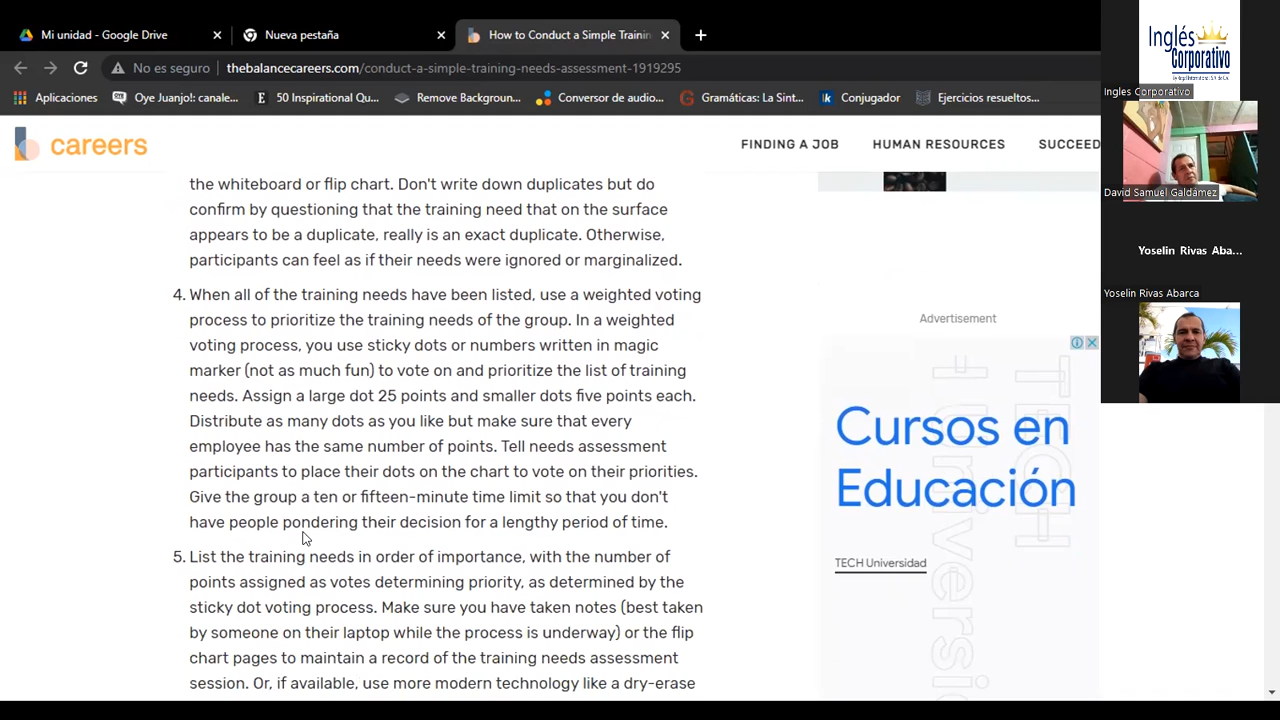 Mi unidad - Google Drive
Nueva pestaña
How to Conduct a Simple Trainin
No es seguro
thebalancecareers.com/conduct-a-simple-training-needs-assessment-1919295
Aplicaciones
Oye Juanjo!: canale...
50 Inspirational Qu...
Conversor de audio...
Gramáticas: La Sint...
Conjugador
Ejercicios resueltos...
careers
FINDING A JOB
HUMAN RESOURCES
SUCCEED
the whiteboard or flip chart. Don't write down duplicates but do
confirm by questioning that the training need that on the surface
appears to be a duplicate, really is an exact duplicate. Otherwise,
participants can feel as if their needs were ignored or marginalized.
4. When all of the training needs have been listed, use a weighted voting
process to prioritize the training needs of the group. In a weighted
voting process, you use sticky dots or numbers written in magic
marker (not as much fun) to vote on and prioritize the list of training
needs. Assign a large dot 25 points and smaller dots five points each.
Distribute as many dots as you like but make sure that every
employee has the same number of points. Tell needs assessment
participants to place their dots on the chart to vote on their priorities.
Give the group a ten or fifteen-minute time limit so that you don't
have people pondering their decision for a lengthy period of time.
5. List the training needs in order of importance, with the number of
points assigned as votes determining priority, as determined by the
sticky dot voting process. Make sure you have taken notes (best taken
by someone on their laptop while the process is underway) or the flip
chart pages to maintain a record of the training needs assessment
session. Or, if available, use more modern technology like a dry-erase
Advertisement
Cursos en
Educación
TECH Universidad
Inglés
Corporativo
Ingles Corporativo
David Samuel Galdámez
Yoselin Rivas Aba...
Yoselin Rivas Abarca